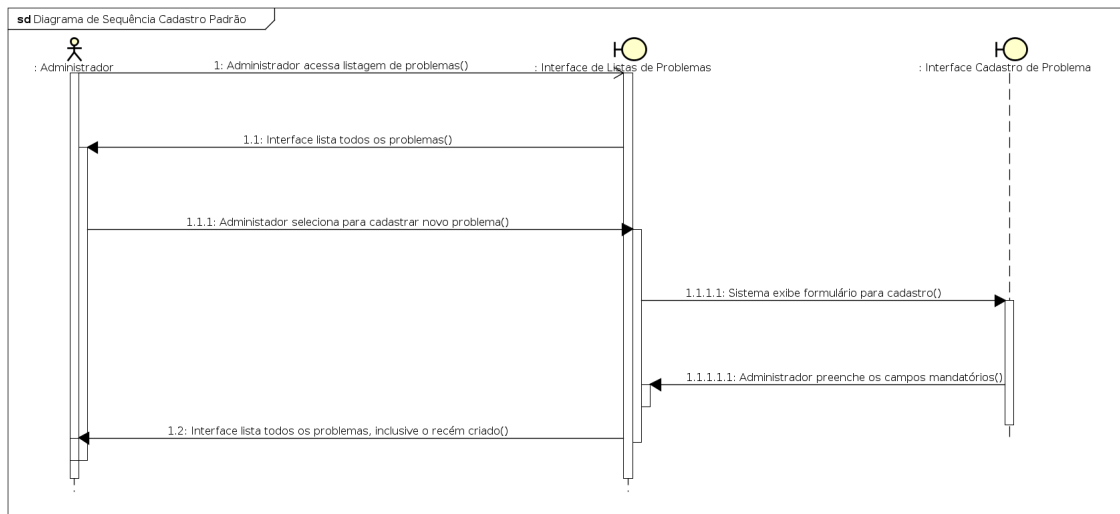 sd Diagrama de Sequência Cadastro Padrão
: Administrador
: Interface de Listas de Problemas
: Interface Cadastro de Problema
1: Administrador acessa listagem de problemas()
1.1: Interface lista todos os problemas()
1.1.1: Administador seleciona para cadastrar novo problema()
1.1.1.1: Sistema exibe formulário para cadastro()
1.1.1.1.1: Administrador preenche os campos mandatórios()
1.2: Interface lista todos os problemas, inclusive o recém criado()